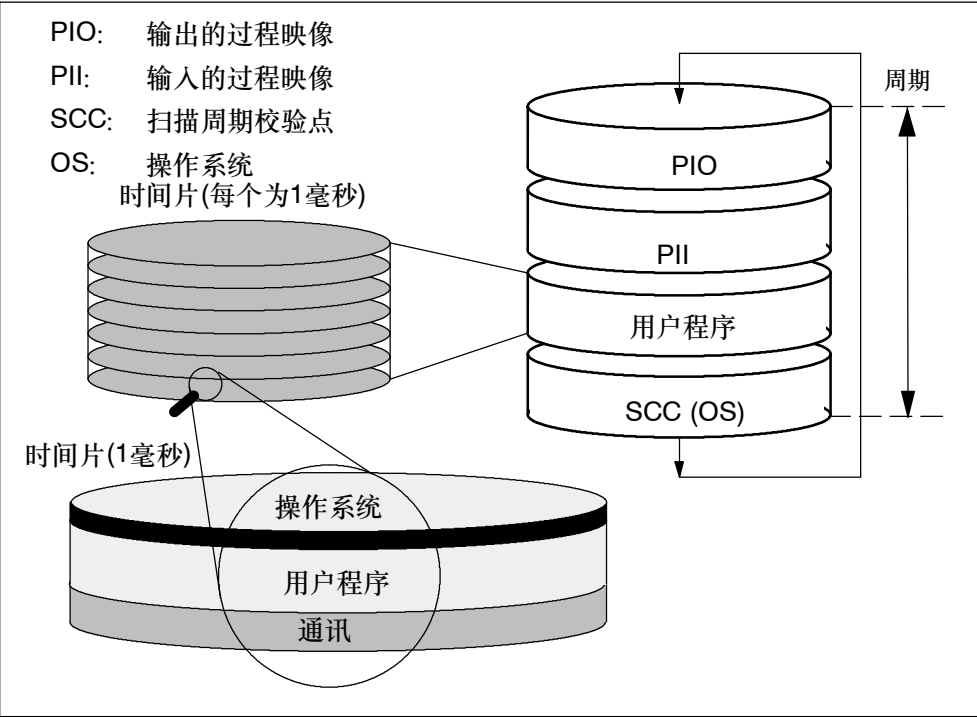 PIO: 输出的过程映像
PII: 输入的过程映像
SCC: 扫描周期校验点
OS: 操作系统
时间片(每个为1毫秒)
周期
PIO
PII
用户程序
SCC (OS)
时间片(1毫秒)
操作系统
用户程序
通讯